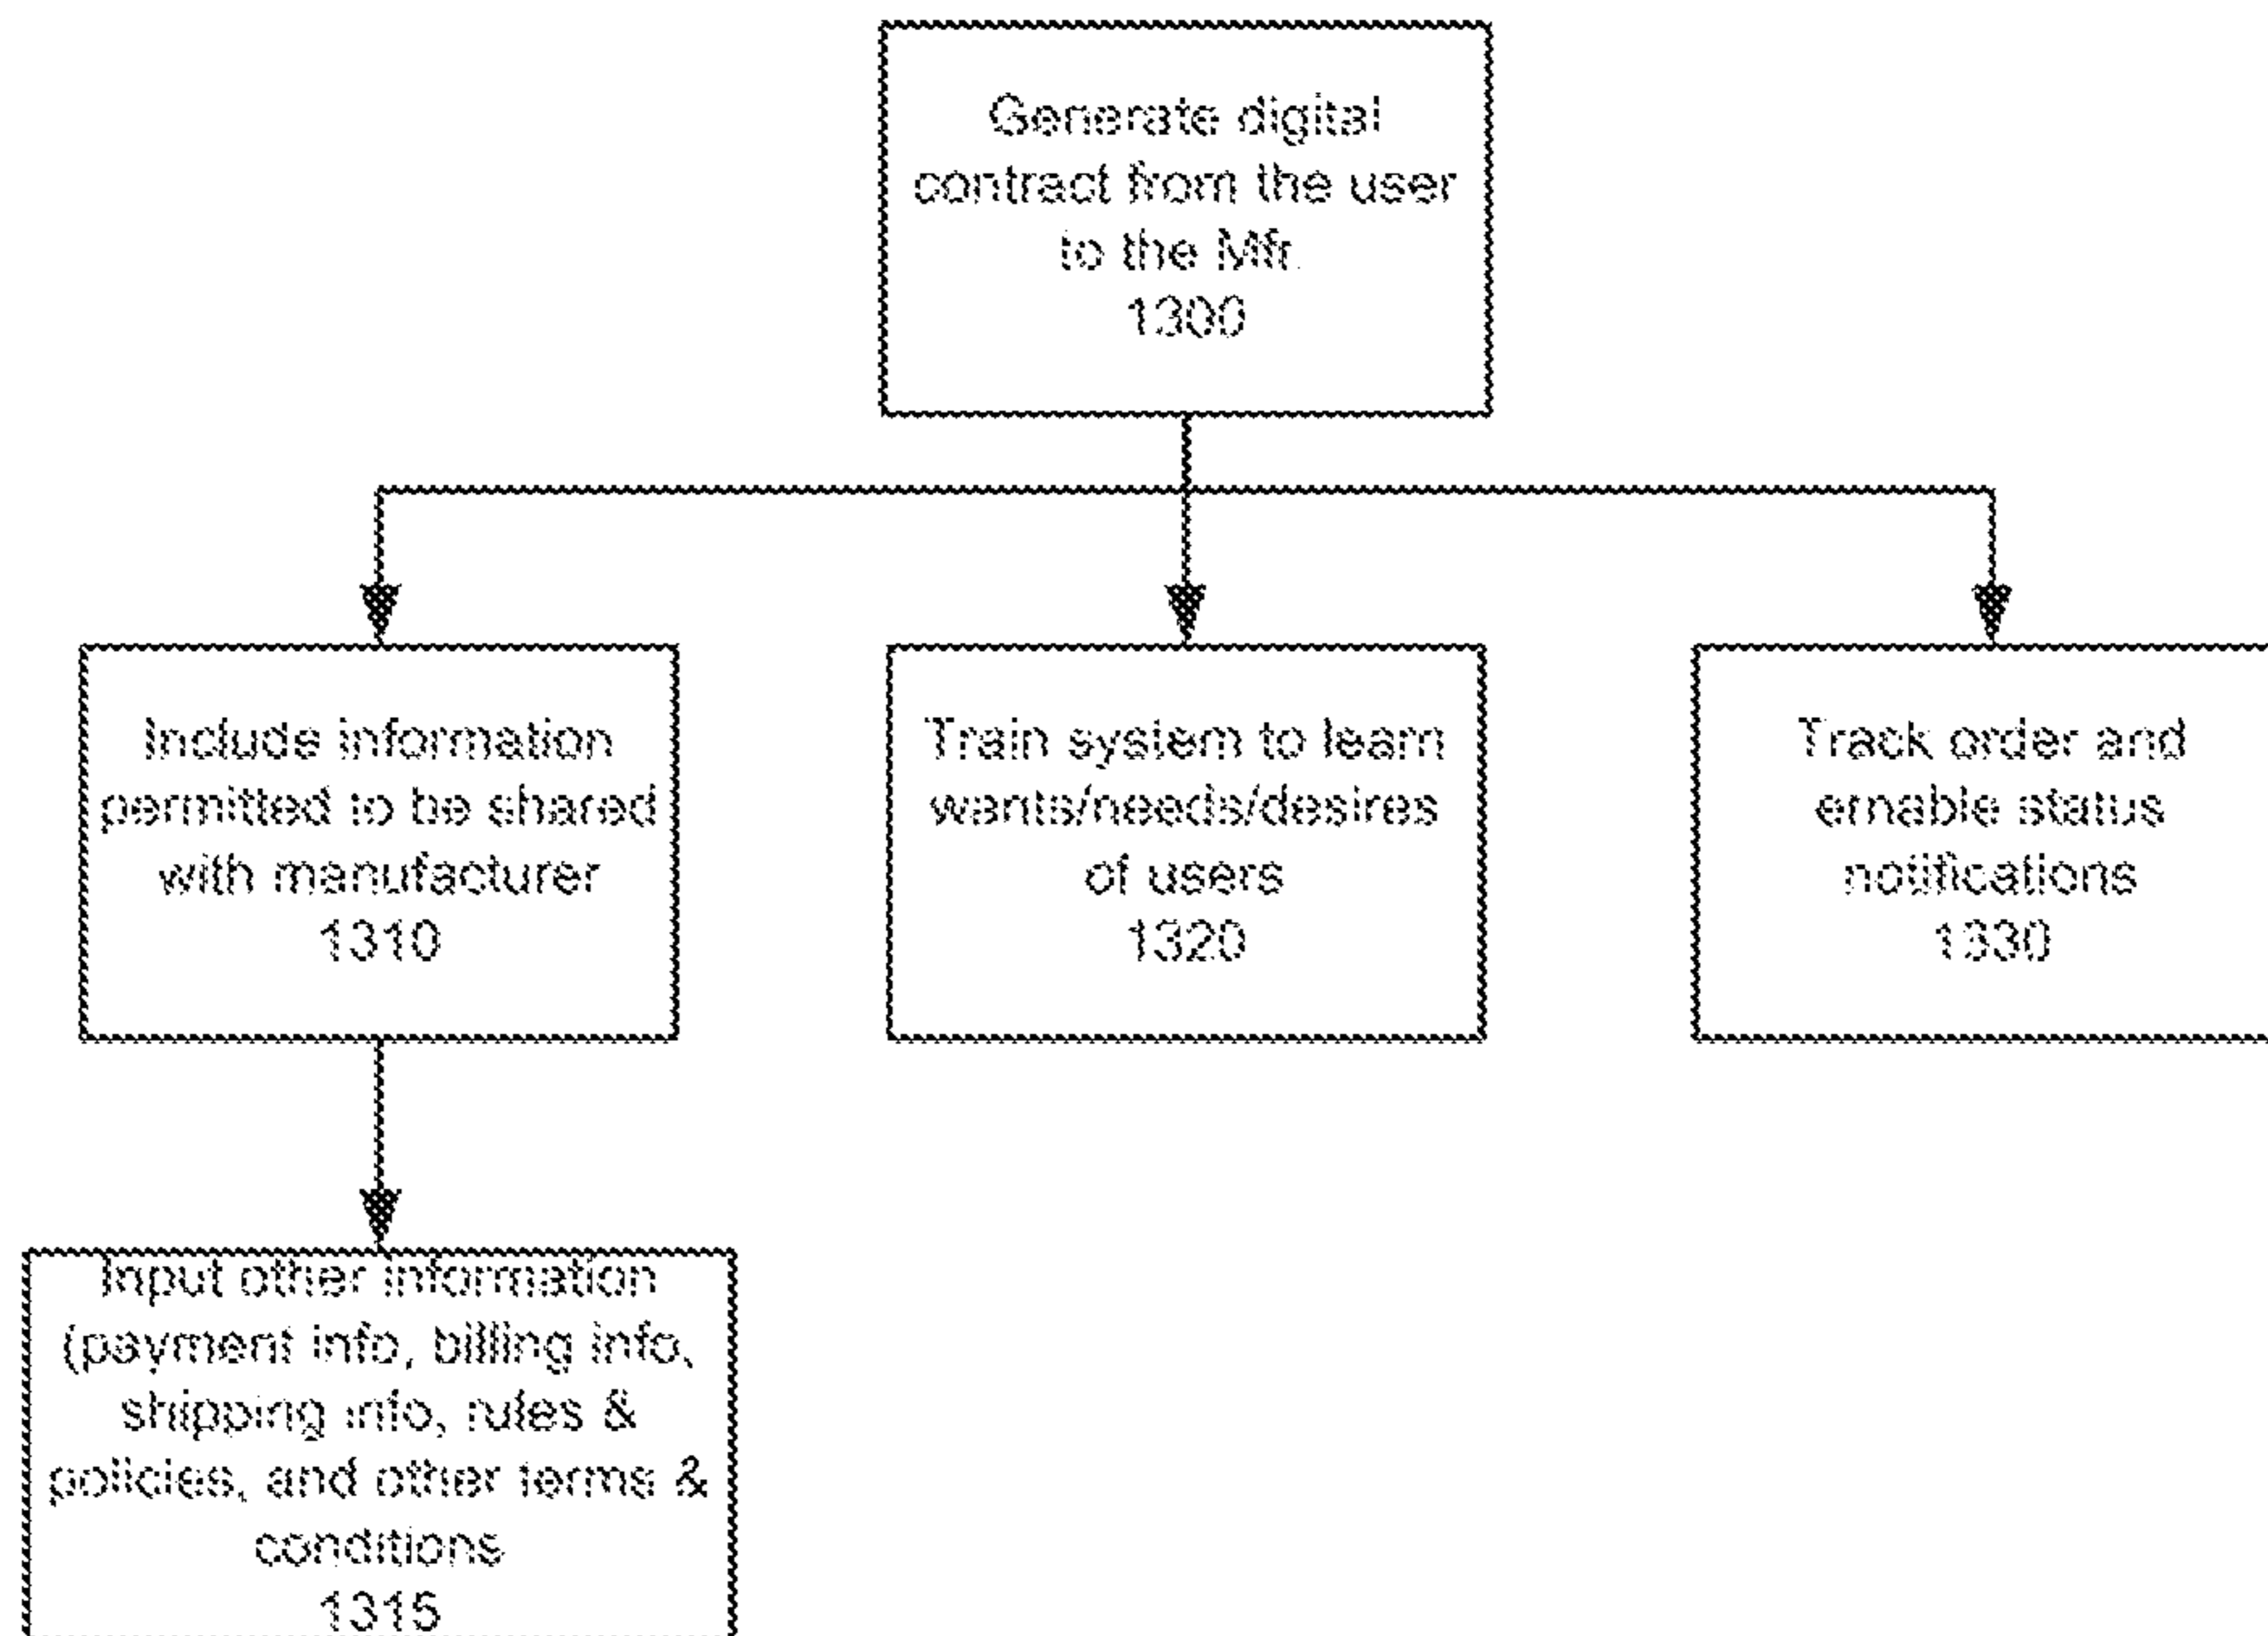 Generate digital
contract from the user
to the Mfr.
1300
Include information
permitted to be shared
with manufacturer
1310
Train system to learn
wants/needs/desires
of users
1320
Track order and
ernable status
notifications
1330
Input other information
(payment info, billing info,
shipping info, rules &
policies, and other terms &
conditions
1315